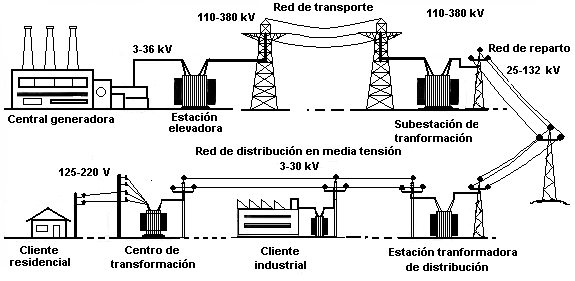 Red de transporte
110-380 kV
110-380 kV
3-36 kV
Red de reparto
25-132 kV
Central generadora
Estación
elevadora
Subestación de
tranformación
Red de distribución en media tensión
3-30 kV
125-220 V
Cliente
residencial
Centro de
transformación
Cliente
industrial
Estación tranformadora
de distribución